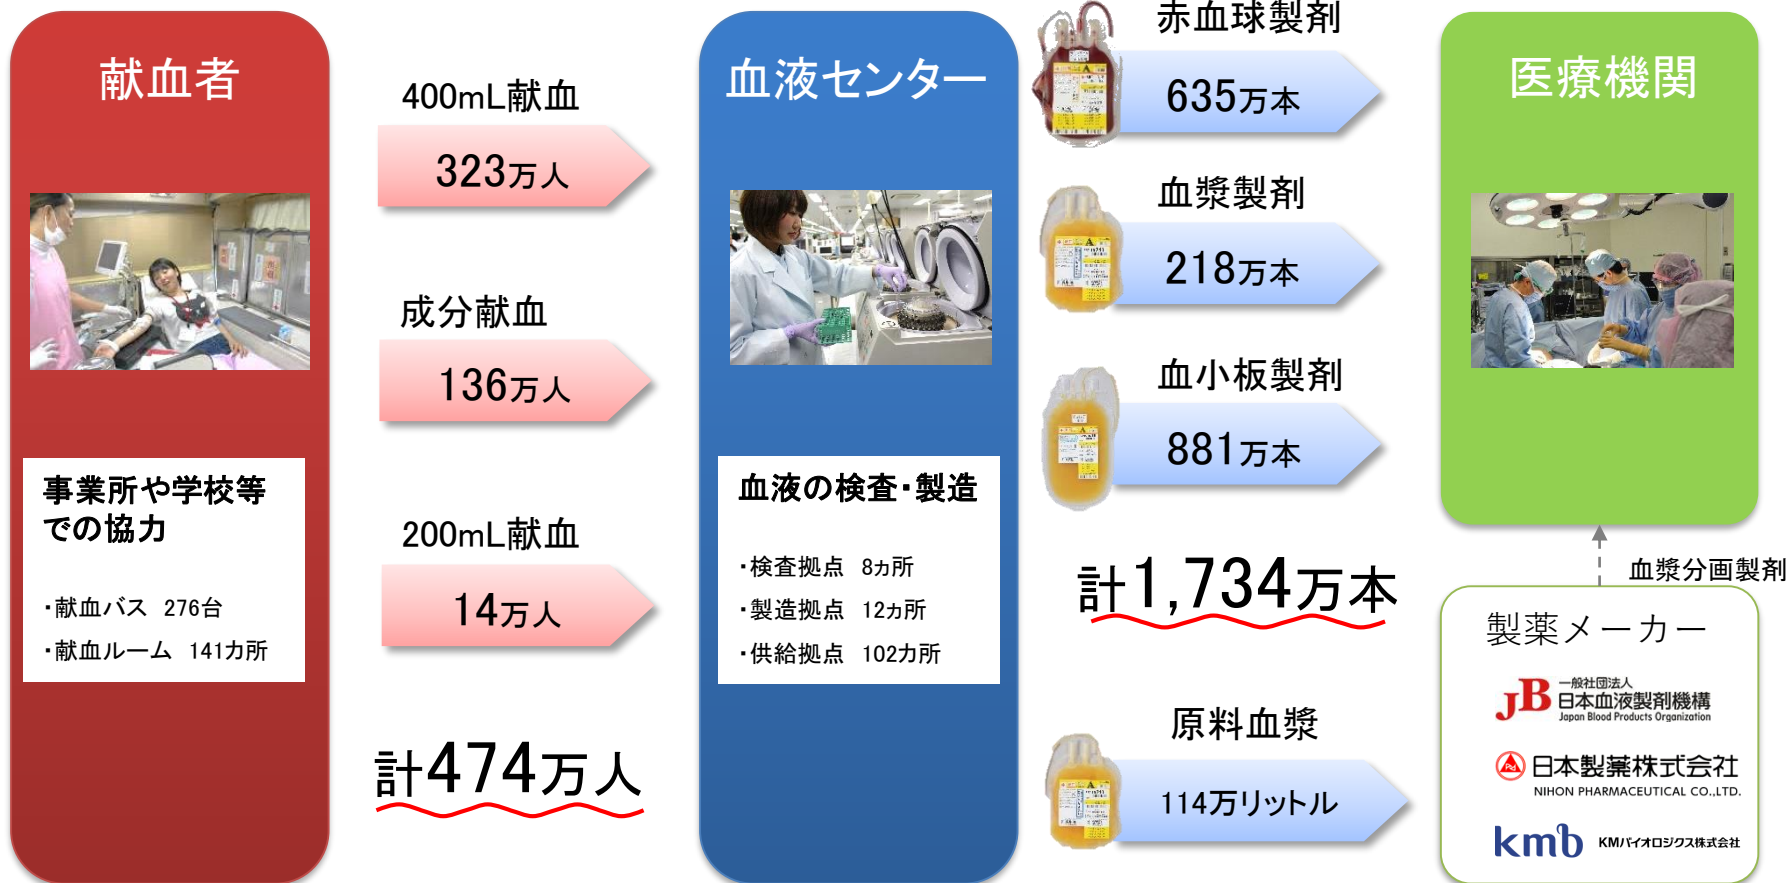 献血者
事業所や学校等
での協力
・献血バス 276台
・献血ルーム 141カ所
400mL献血
323万人
成分献血
136万人
200mL献血
14万人
計474万人
血液センター
血液の検査・製造
・検査拠点 8ヵ所
・製造拠点 12ヵ所
・供給拠点 102カ所
赤血球製剤
635万本
血漿製剤
218万本
血小板製剤
881万本
計1,734万本
原料血漿
114万リットル
医療機関
血漿分画製剤
製薬メーカー
JB 一般社団法人
日本血液製剤機構
Japan Blood Products Organization
日本製薬株式会社
NIHON PHARMACEUTICAL CO.,LTD.
kmb KMバイオロジクス株式会社